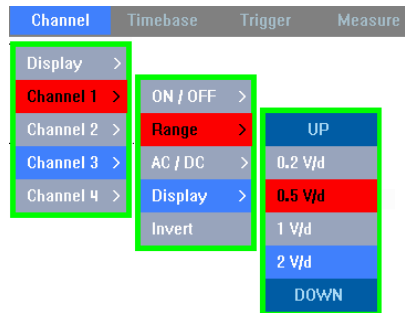 Channel Timebase Trigger Measure
Display >
Channel 1 >
Channel 2 >
Channel 3 >
Channel 4 >
ON / OFF >
Range >
AC / DC >
Display >
Invert
UP
0.2 V/d
0.5 V/d
1 V/d
2 V/d
DOWN